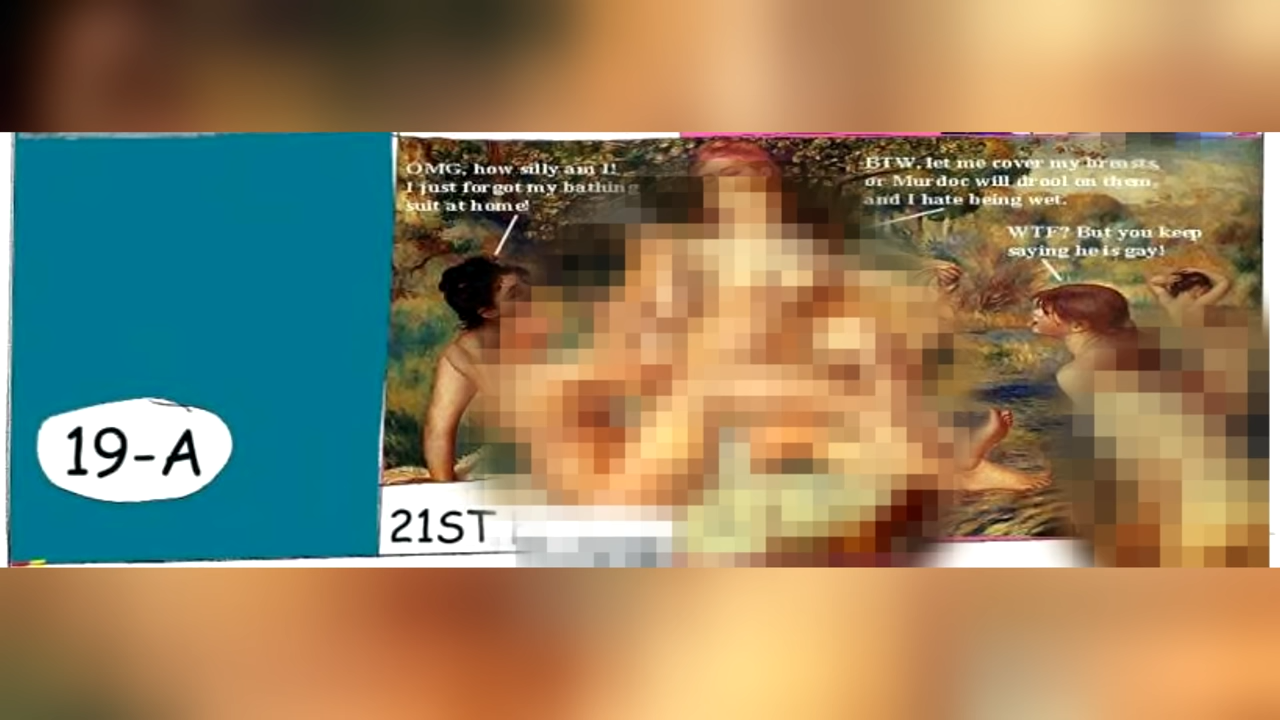 OMG, how silly am I!
I just forgot my bathing
suit at home!
BTW, let me cover my breasts,
or Murdoc will drool on them,
and I hate being wet.
WTF? But you keep
saying he is gay!
19-A
21ST